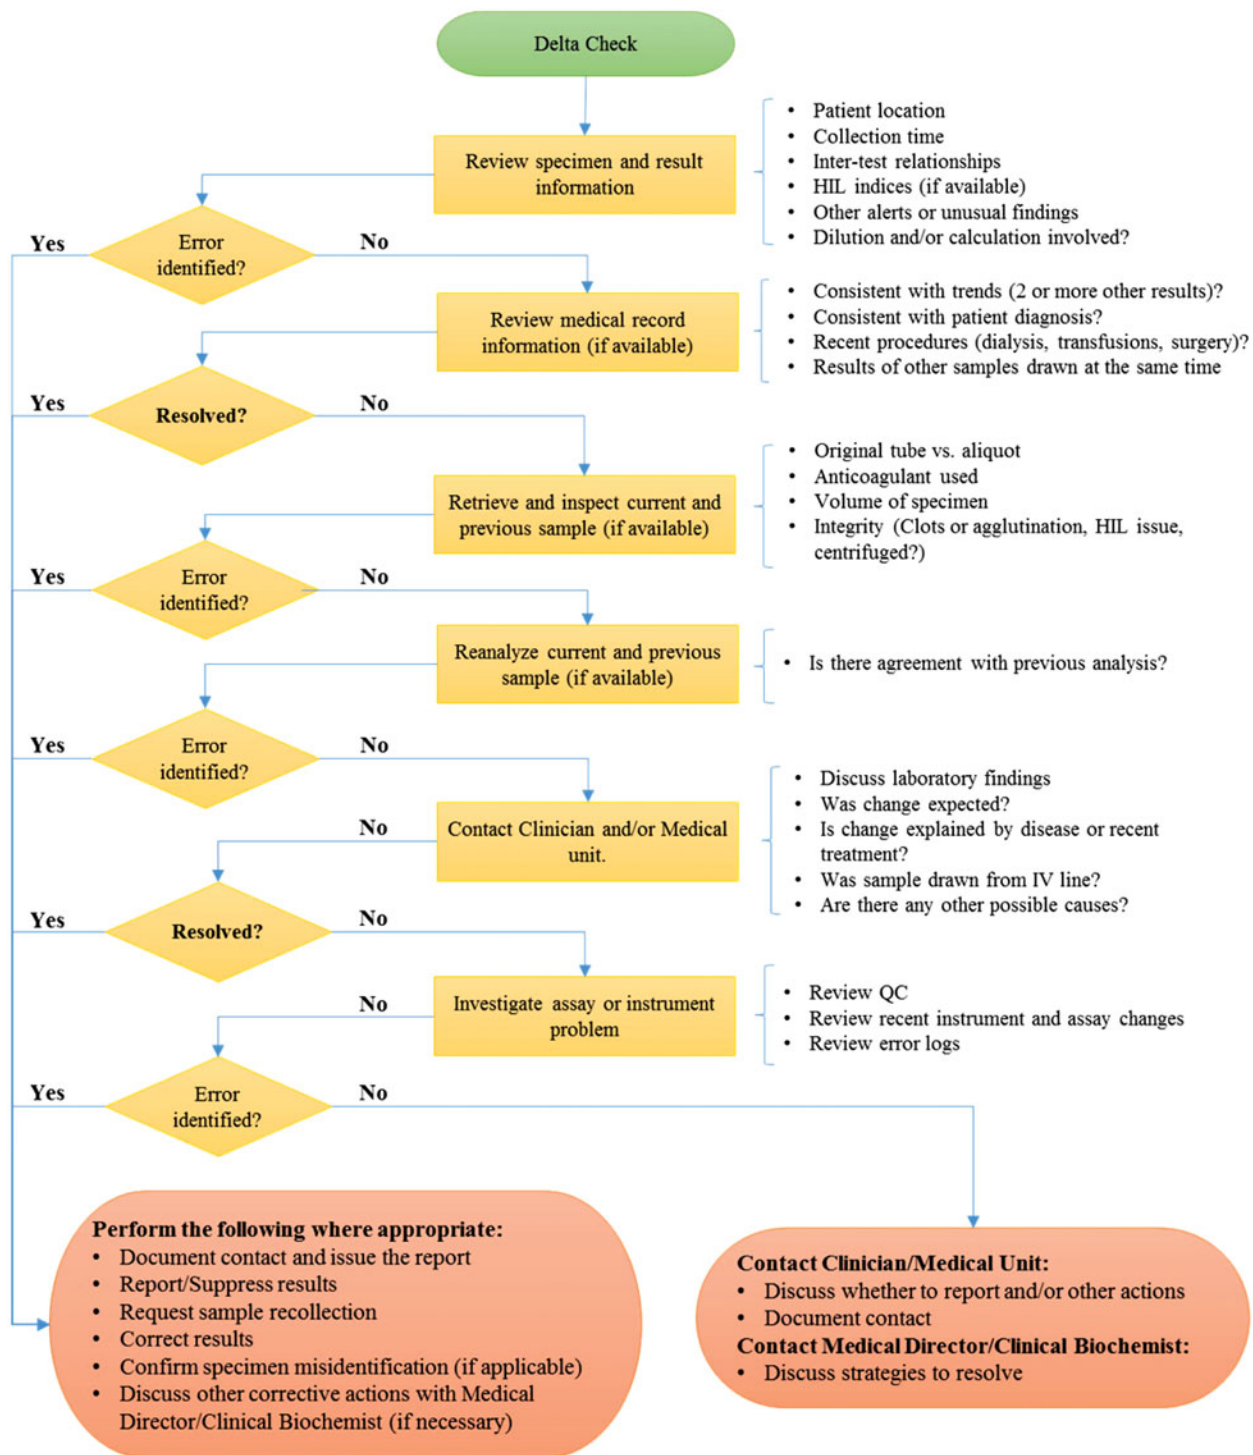 Delta Check
Review specimen and result
information
• Patient location
• Collection time
• Inter-test relationships
• HIL indices (if available)
• Other alerts or unusual findings
• Dilution and/or calculation involved?
Yes
Error
identified?
No
Review medical record
information (if available)
• Consistent with trends (2 or more other results)?
• Consistent with patient diagnosis?
• Recent procedures (dialysis, transfusions, surgery)?
• Results of other samples drawn at the same time
Yes
Resolved?
No
Retrieve and inspect current and
previous sample (if available)
• Original tube vs. aliquot
• Anticoagulant used
• Volume of specimen
• Integrity (Clots or agglutination, HIL issue,
centrifuged?)
Yes
Error
identified?
No
Reanalyze current and previous
sample (if available)
• Is there agreement with previous analysis?
Yes
Error
identified?
No
Contact Clinician and/or Medical
unit.
• Discuss laboratory findings
• Was change expected?
• Is change explained by disease or recent
treatment?
• Was sample drawn from IV line?
• Are there any other possible causes?
No
Yes
Resolved?
No
Investigate assay or instrument
problem
• Review QC
• Review recent instrument and assay changes
• Review error logs
No
Yes
Error
identified?
No
Perform the following where appropriate:
• Document contact and issue the report
• Report/Suppress results
• Request sample recollection
• Correct results
• Confirm specimen misidentification (if applicable)
• Discuss other corrective actions with Medical
Director/Clinical Biochemist (if necessary)
Contact Clinician/Medical Unit:
• Discuss whether to report and/or other actions
• Document contact
Contact Medical Director/Clinical Biochemist:
• Discuss strategies to resolve